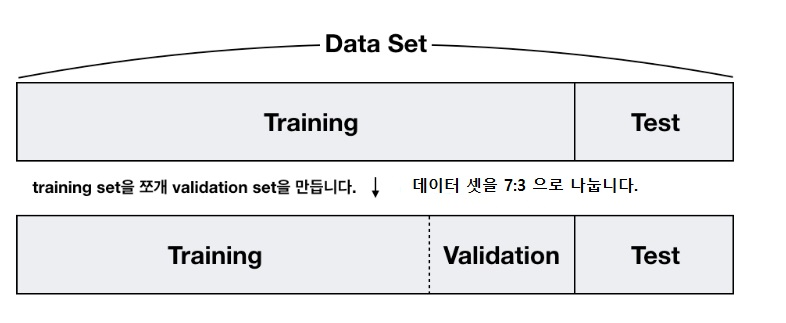 Data Set
Training Test
training set을 쪼개 validation set을 만듭니다. ↓ 데이터 셋을 7:3 으로 나눕니다.
Training Validation Test